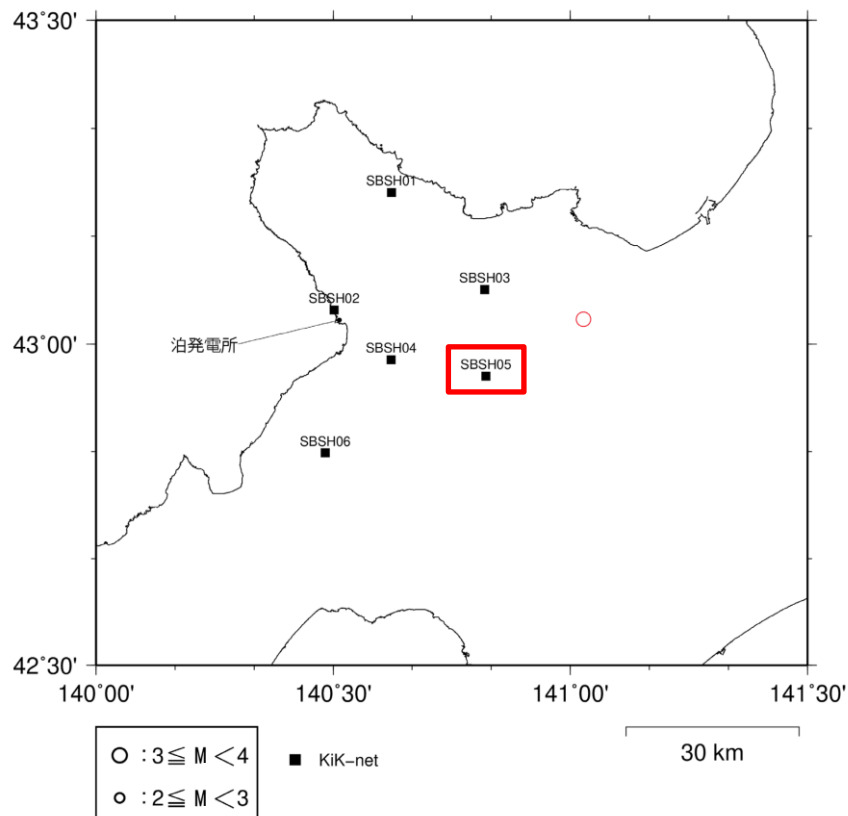 43°30'
SBSH01
SBSH03
SBSH02
泊発電所
43°00'
SBSH04
SBSH05
SBSH06
42°30'
140°00'
140°30'
141°00'
141°30'
○ :3≦ M <4
■ KiK−net
30 km
○ :2≦ M <3